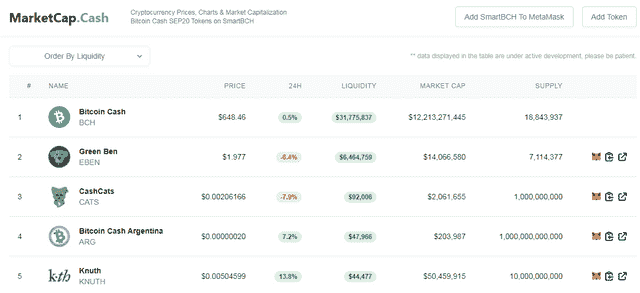 MarketCap.Cash
Cryptocurrency Prices, Charts & Market Capitalization
Bitcoin Cash SEP20 Tokens on SmartBCH
Add SmartBCH To MetaMask
Add Token
Order By Liquidity
** data displayed in the table are under active development, please be patient.
# NAME PRICE 24H LIQUIDITY MARKET CAP SUPPLY
1 Bitcoin Cash BCH $648.46 0.5% $31,775,837 $12,213,271,445 18,843,937
2 Green Ben EBEN $1.977 -6.4% $6,464,759 $14,066,580 7,114,377
3 CashCats CATS $0.00206166 -7.9% $92,096 $2,061,655 1,000,000,000
4 Bitcoin Cash Argentina ARG $0.00000020 7.2% $47,966 $203,987 1,000,000,000,000
5 Knuth KNUTH k-th $0.00504599 13.8% $44,477 $50,459,915 10,000,000,000